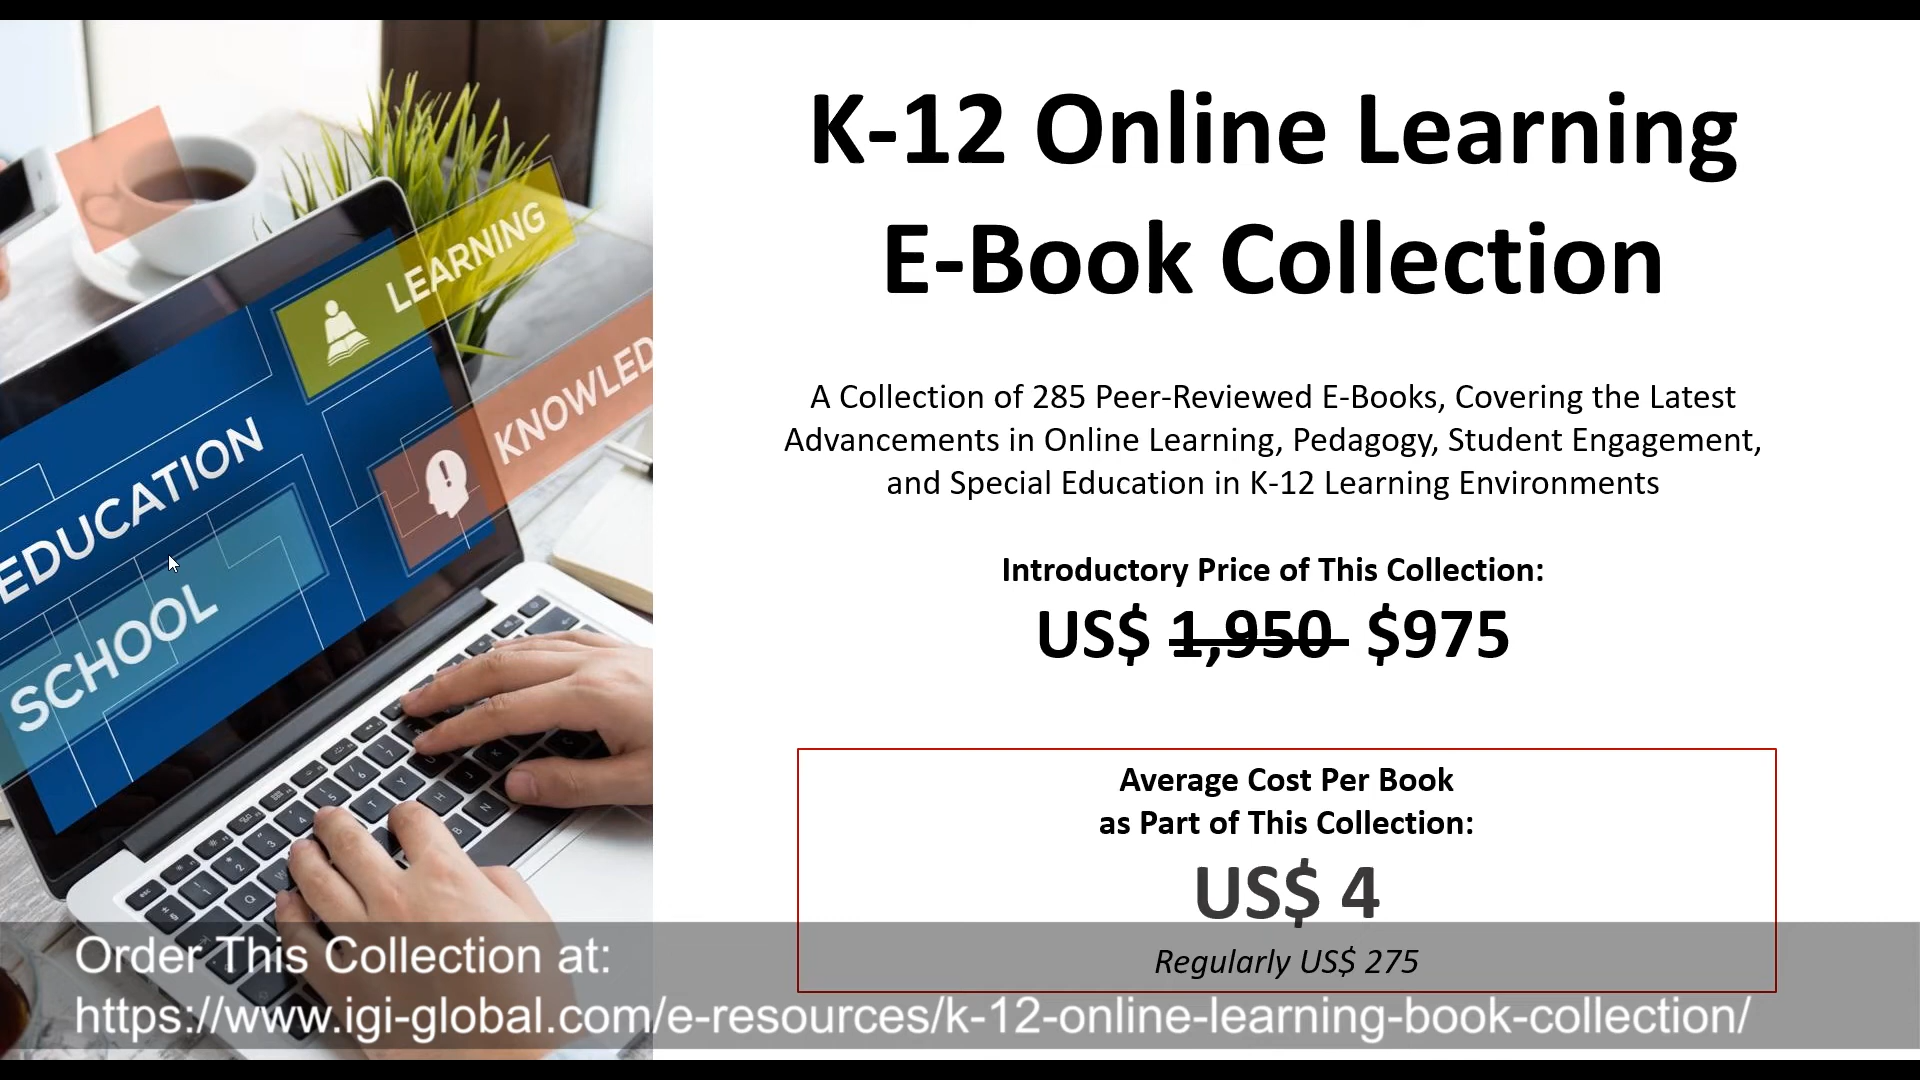 K-12 Online Learning
E-Book Collection
A Collection of 285 Peer-Reviewed E-Books, Covering the Latest
Advancements in Online Learning, Pedagogy, Student Engagement,
and Special Education in K-12 Learning Environments
Introductory Price of This Collection:
US$ 1,950 $975
Average Cost Per Book
as Part of This Collection:
US$ 4
Regularly US$ 275
LEARNING
KNOWLED
EDUCATION
SCHOOL
Order This Collection at:
https://www.igi-global.com/e-resources/k-12-online-learning-book-collection/